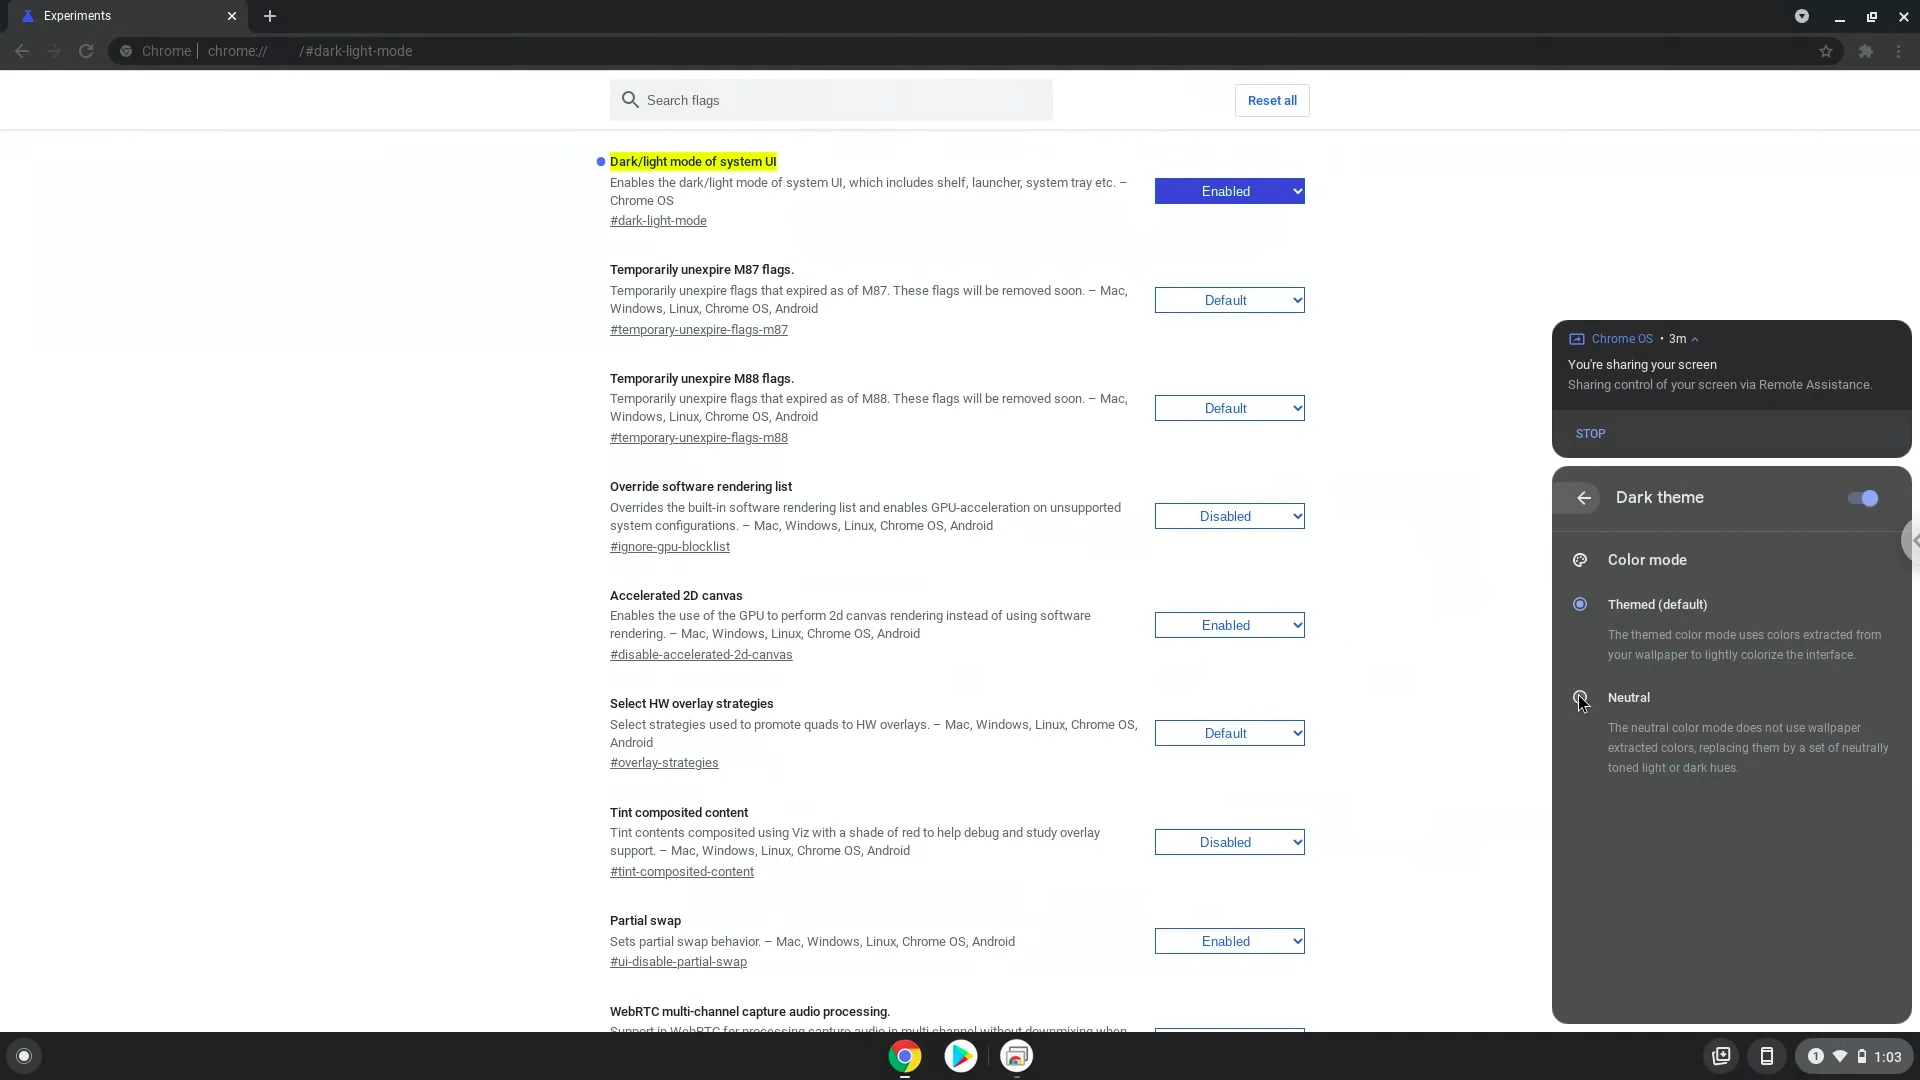 Experiments
Chrome | chrome:// /#dark-light-mode
Search flags
Reset all
Dark/light mode of system UI
Enables the dark/light mode of system UI, which includes shelf, launcher, system tray etc. –
Chrome OS
#dark-light-mode
Enabled
Temporarily unexpire M87 flags.
Temporarily unexpire flags that expired as of M87. These flags will be removed soon. – Mac,
Windows, Linux, Chrome OS, Android
#temporary-unexpire-flags-m87
Default
Temporarily unexpire M88 flags.
Temporarily unexpire flags that expired as of M88. These flags will be removed soon. – Mac,
Windows, Linux, Chrome OS, Android
#temporary-unexpire-flags-m88
Default
Override software rendering list
Overrides the built-in software rendering list and enables GPU-acceleration on unsupported
system configurations. – Mac, Windows, Linux, Chrome OS, Android
#ignore-gpu-blocklist
Disabled
Accelerated 2D canvas
Enables the use of the GPU to perform 2d canvas rendering instead of using software
rendering. – Mac, Windows, Linux, Chrome OS, Android
#disable-accelerated-2d-canvas
Enabled
Select HW overlay strategies
Select strategies used to promote quads to HW overlays. – Mac, Windows, Linux, Chrome OS,
Android
#overlay-strategies
Default
Tint composited content
Tint contents composited using Viz with a shade of red to help debug and study overlay
support. – Mac, Windows, Linux, Chrome OS, Android
#tint-composited-content
Disabled
Partial swap
Sets partial swap behavior. – Mac, Windows, Linux, Chrome OS, Android
#ui-disable-partial-swap
Enabled
WebRTC multi-channel capture audio processing.
Support in WebRTC for processing capture audio in multi channel without downmixing when
Chrome OS • 3m
You're sharing your screen
Sharing control of your screen via Remote Assistance.
STOP
Dark theme
Color mode
Themed (default)
The themed color mode uses colors extracted from
your wallpaper to lightly colorize the interface.
Neutral
The neutral color mode does not use wallpaper
extracted colors, replacing them by a set of neutrally
toned light or dark hues.
1 1:03